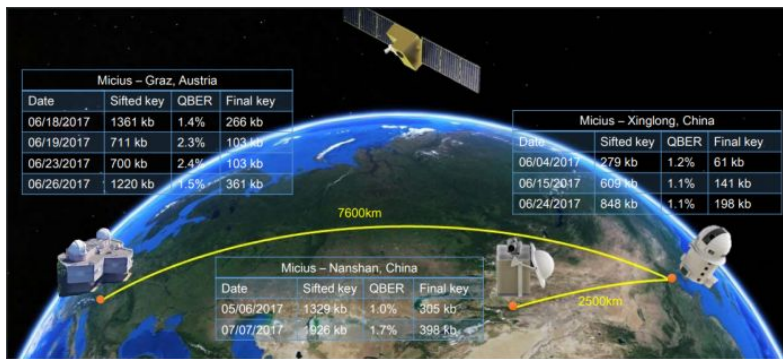 Micius – Graz, Austria
Date Sifted key QBER Final key
06/18/2017 1361 kb 1.4% 266 kb
06/19/2017 711 kb 2.3% 103 kb
06/23/2017 700 kb 2.4% 103 kb
06/26/2017 1220 kb 1.5% 361 kb
Micius – Xinglong, China
Date Sifted key QBER Final key
06/04/2017 279 kb 1.2% 61 kb
06/15/2017 609 kb 1.1% 141 kb
06/24/2017 848 kb 1.1% 198 kb
7600km
Micius – Nanshan, China
Date Sifted key QBER Final key
05/06/2017 1329 kb 1.0% 305 kb
07/07/2017 1926 kb 1.7% 398 kb
2500km